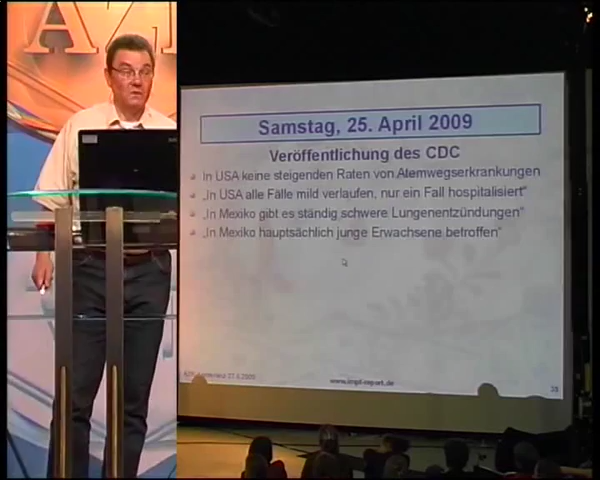 AZK
Samstag, 25. April 2009
Veröffentlichung des CDC
In USA keine steigenden Raten von Atemwegserkrankungen
„In USA alle Fälle mild verlaufen, nur ein Fall hospitalisiert"
„In Mexiko gibt es ständig schwere Lungenentzündungen"
„In Mexiko hauptsächlich junge Erwachsene betroffen"
www.impf-report.de